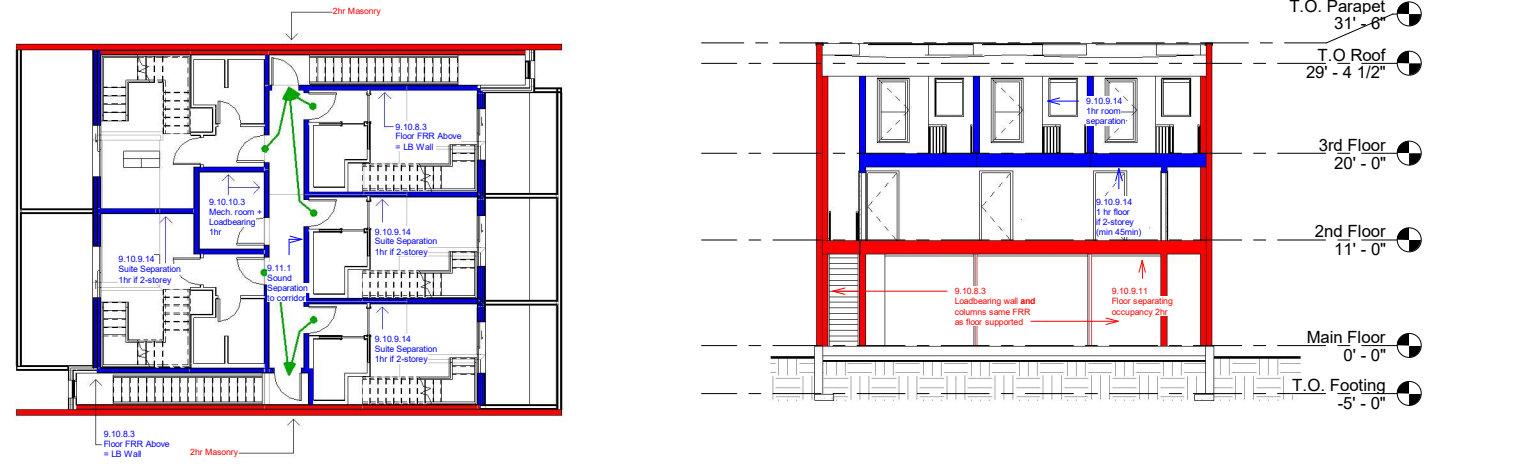 2hr Masonry
9.10.8.3
Floor FRR Above
= LB Wall
9.10.10.3
Mech. room +
Loadbearing
1hr
9.10.9.14
Suite Separation
1hr if 2-storey
9.10.9.14
Suite Separation
1hr if 2-storey
9.11.1
Sound
Separation
to corridor
9.10.9.14
Suite Separation
1hr if 2-storey
9.10.8.3
Floor FRR Above
= LB Wall
2hr Masonry
T.O. Parapet
31' - 6"
T.O Roof
29' - 4 1/2"
9.10.9.14
1hr room
separation
3rd Floor
20' - 0"
9.10.9.14
1 hr floor
if 2-storey
(min 45min)
2nd Floor
11' - 0"
9.10.8.3
Loadbearing wall and
columns same FRR
as floor supported
9.10.9.11
Floor separating
occupancy 2hr
Main Floor
0' - 0"
T.O. Footing
-5' - 0"